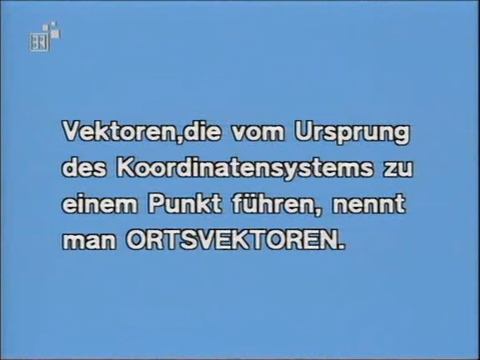 Vektoren,die vom Ursprung
des Koordinatensystems zu
einem Punkt führen, nennt
man ORTSVEKTOREN.